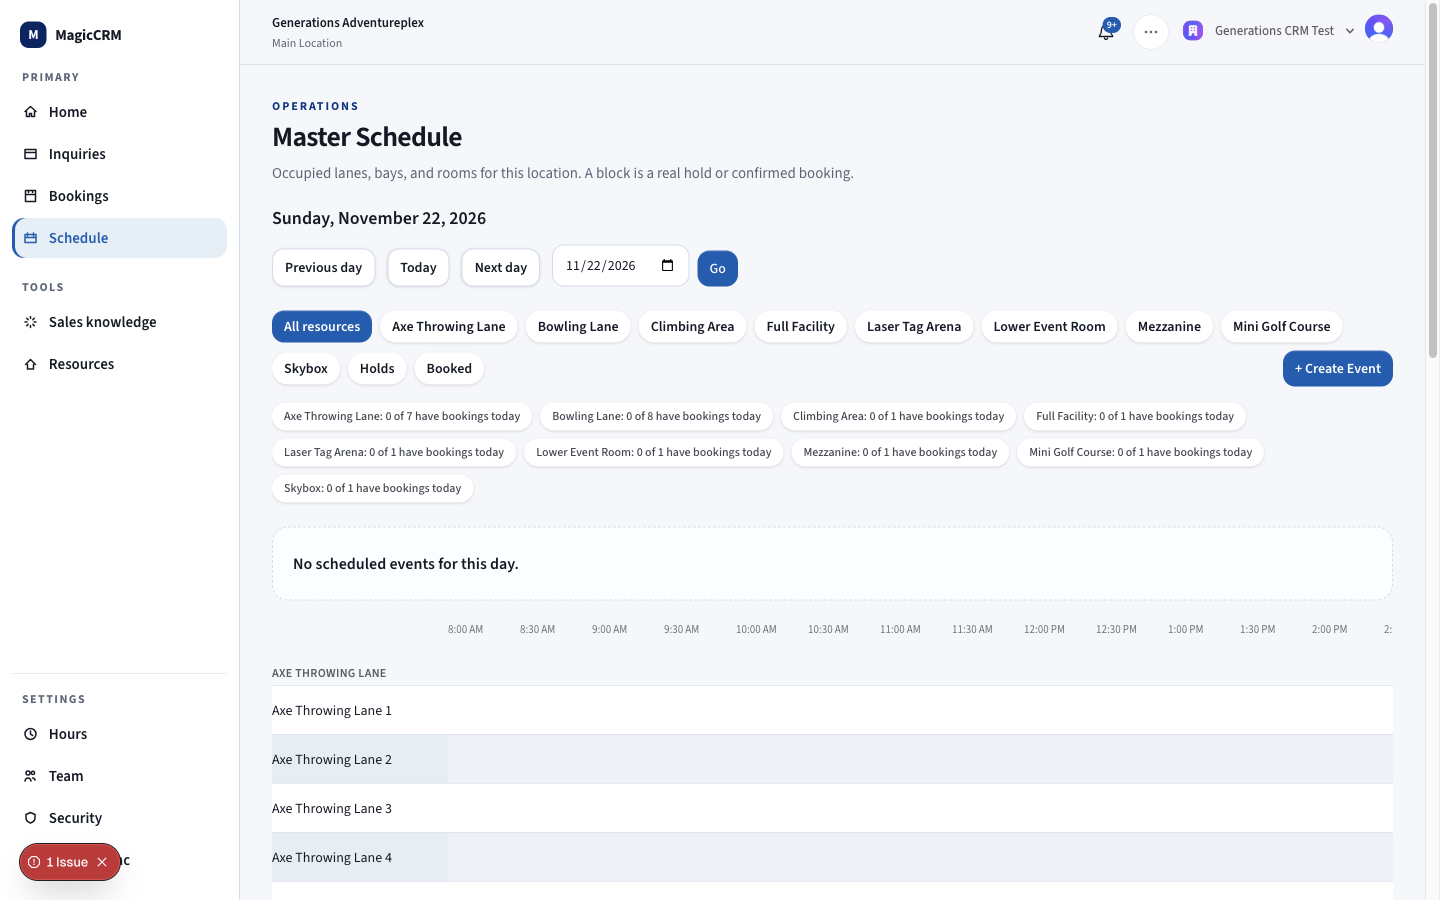 M MagicCRM
PRIMARY
Home
Inquiries
Bookings
Schedule
TOOLS
Sales knowledge
Resources
SETTINGS
Hours
Team
Security
1 Issue
Generations Adventureplex
Main Location
9+
Generations CRM Test
OPERATIONS
Master Schedule
Occupied lanes, bays, and rooms for this location. A block is a real hold or confirmed booking.
Sunday, November 22, 2026
Previous day Today Next day 11/22/2026 Go
All resources Axe Throwing Lane Bowling Lane Climbing Area Full Facility Laser Tag Arena Lower Event Room Mezzanine Mini Golf Course
Skybox Holds Booked + Create Event
Axe Throwing Lane: 0 of 7 have bookings today Bowling Lane: 0 of 8 have bookings today Climbing Area: 0 of 1 have bookings today Full Facility: 0 of 1 have bookings today
Laser Tag Arena: 0 of 1 have bookings today Lower Event Room: 0 of 1 have bookings today Mezzanine: 0 of 1 have bookings today Mini Golf Course: 0 of 1 have bookings today
Skybox: 0 of 1 have bookings today
No scheduled events for this day.
8:00 AM 8:30 AM 9:00 AM 9:30 AM 10:00 AM 10:30 AM 11:00 AM 11:30 AM 12:00 PM 12:30 PM 1:00 PM 1:30 PM 2:00 PM
AXE THROWING LANE
Axe Throwing Lane 1
Axe Throwing Lane 2
Axe Throwing Lane 3
Axe Throwing Lane 4